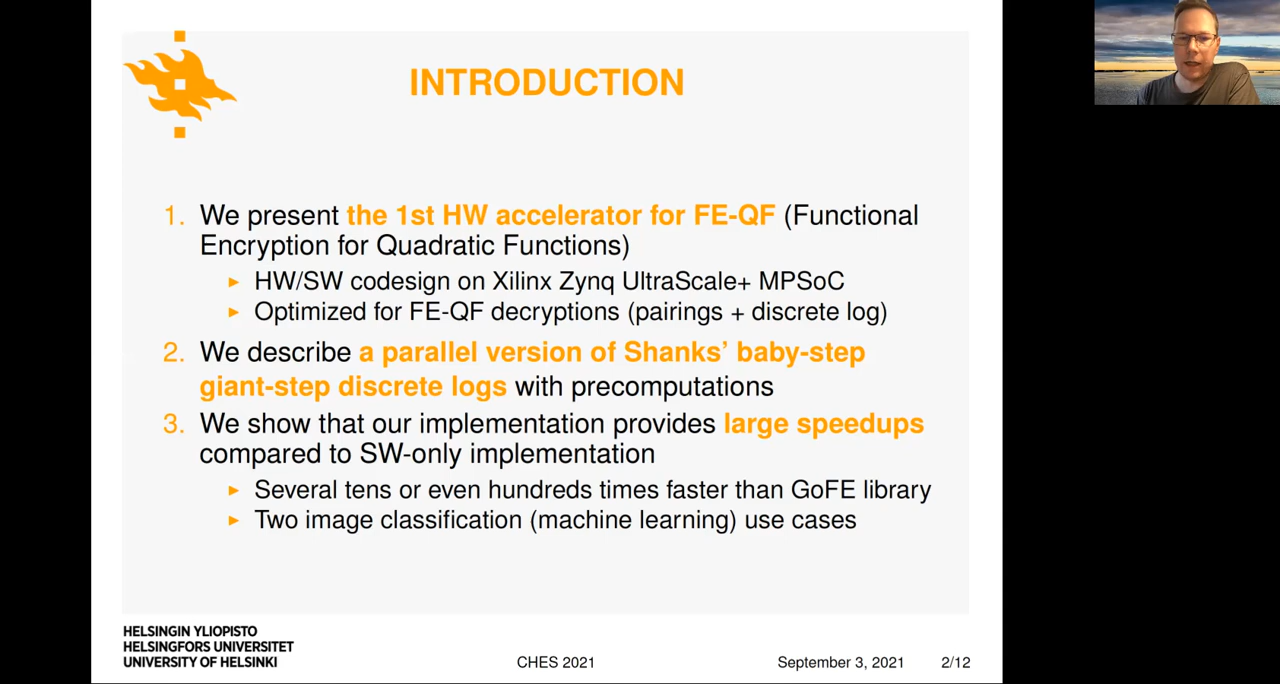 INTRODUCTION
1. We present the 1st HW accelerator for FE-QF (Functional
Encryption for Quadratic Functions)
► HW/SW codesign on Xilinx Zynq UltraScale+ MPSoC
► Optimized for FE-QF decryptions (pairings + discrete log)
2. We describe a parallel version of Shanks’ baby-step
giant-step discrete logs with precomputations
3. We show that our implementation provides large speedups
compared to SW-only implementation
► Several tens or even hundreds times faster than GoFE library
► Two image classification (machine learning) use cases
HELSINGIN YLIOPISTO
HELSINGFORS UNIVERSITET
UNIVERSITY OF HELSINKI
CHES 2021
September 3, 2021
2/12